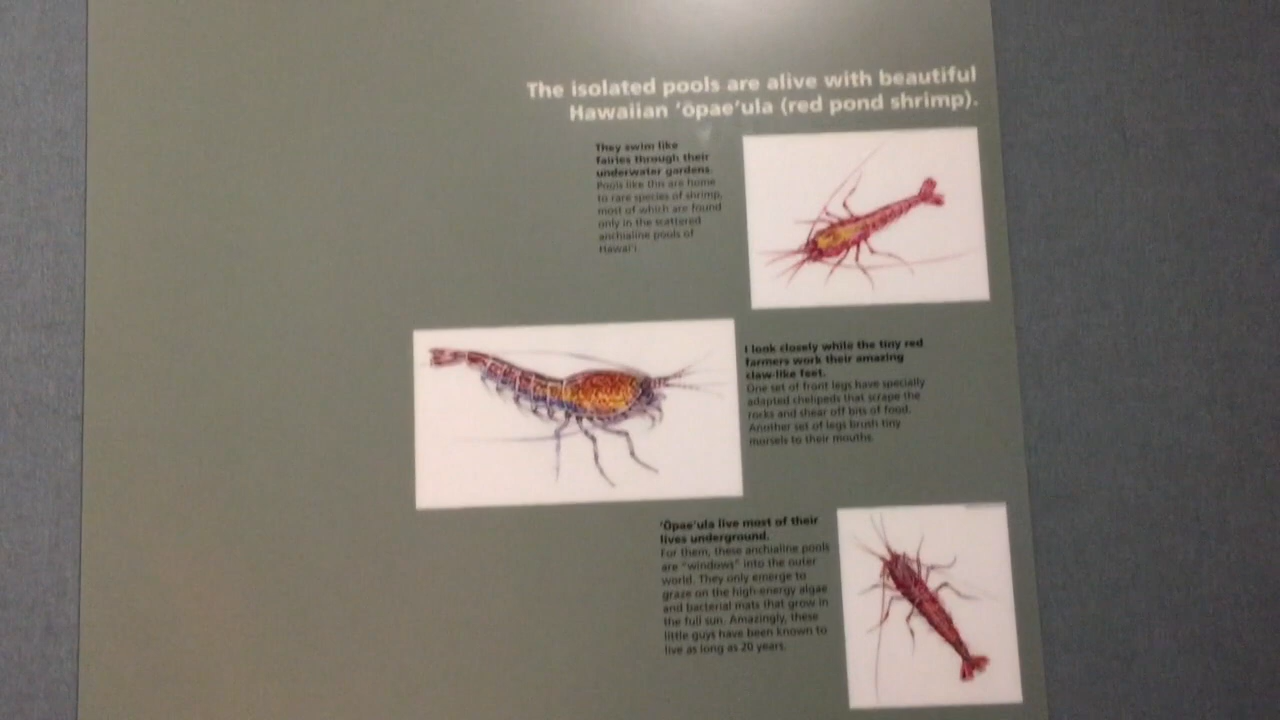 The isolated pools are alive with beautiful
Hawaiian ‘ōpae‘ula (red pond shrimp).
They swim like
fairies through their
underwater gardens.
Pools like this are home
to rare species of shrimp,
most of which are found
only in the scattered
anchialine pools of
Hawai‘i.
I look closely while the tiny red
farmers work their amazing
claw-like feet.
One set of front legs have specially
adapted chelipeds that scrape the
rocks and shear off bits of food.
Another set of legs brush tiny
morsels to their mouths.
‘Ōpae‘ula live most of their
lives underground.
For them, these anchialine pools
are “windows” into the outer
world. They only emerge to
graze on the high-energy algae
and bacterial mats that grow in
the full sun. Amazingly, these
little guys have been known to
live as long as 20 years.